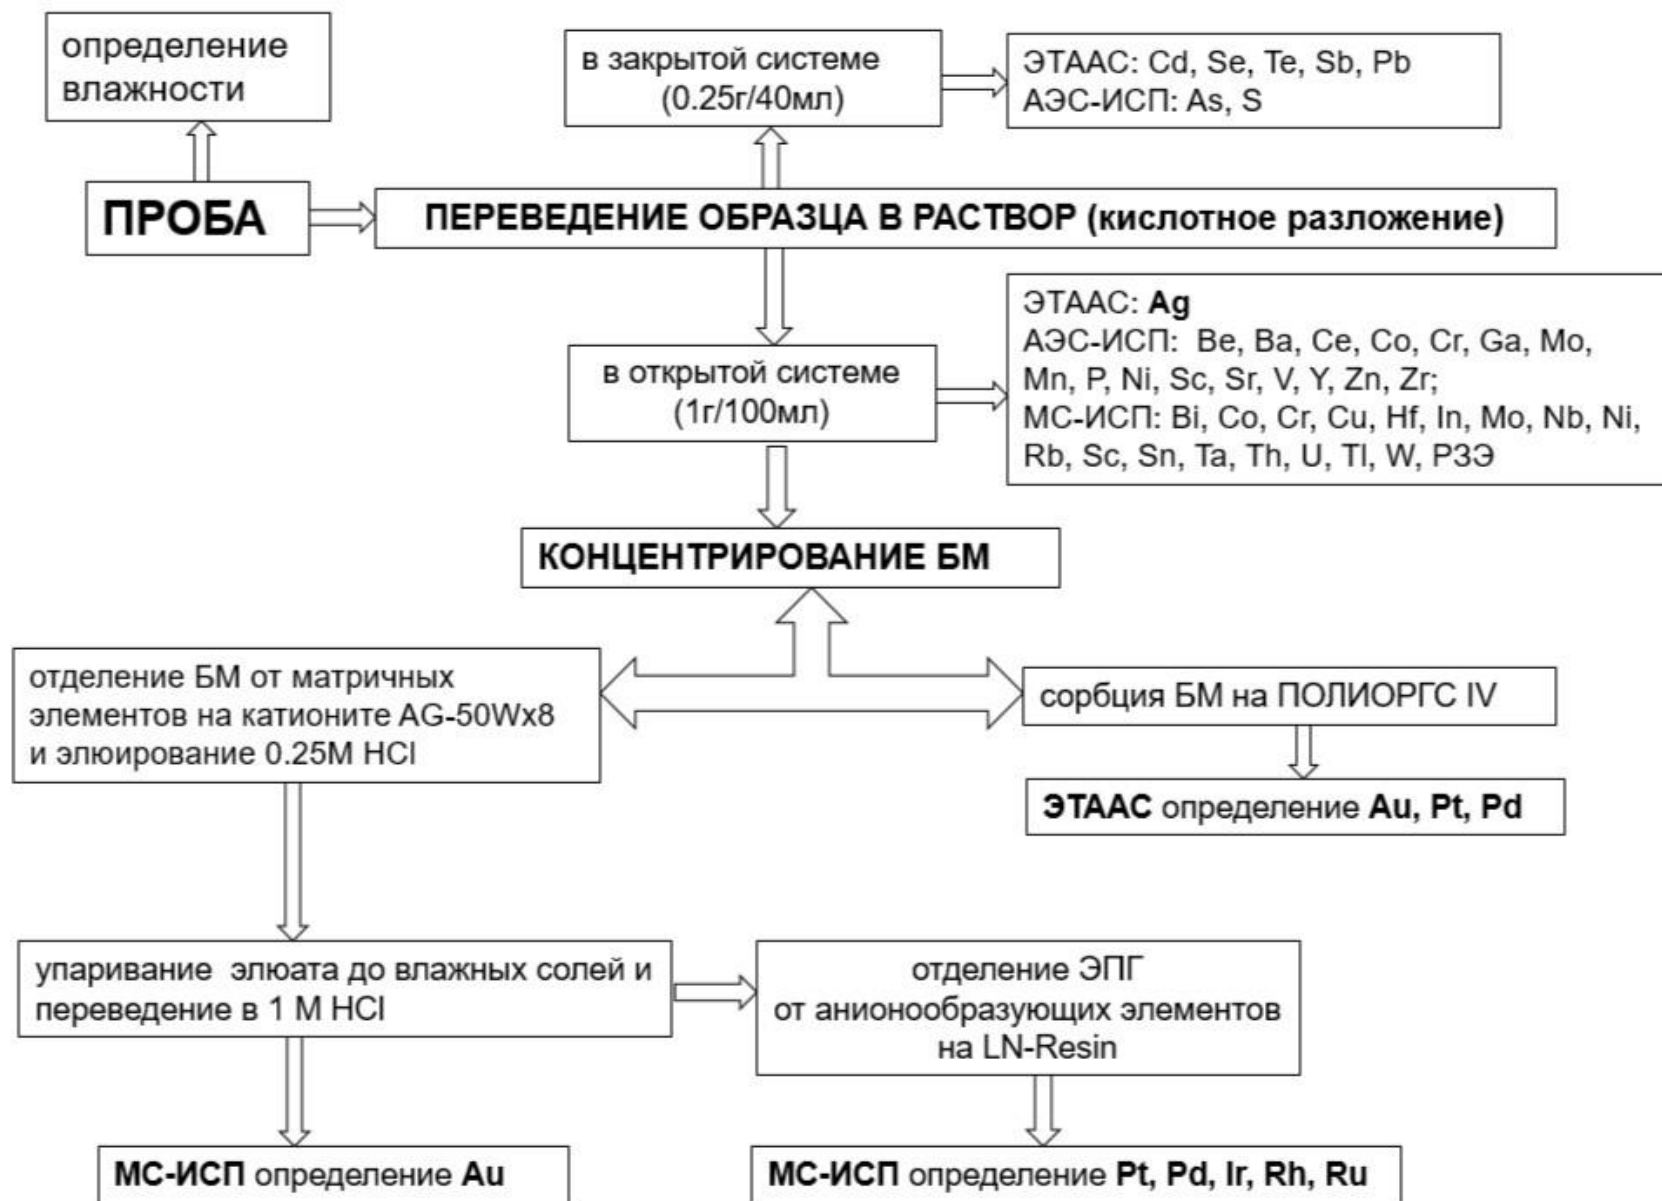 определение
влажности
в закрытой системе
(0.25г/40мл)
ЭТААС: Cd, Se, Te, Sb, Pb
АЭС-ИСП: As, S
ПРОБА
ПЕРЕВЕДЕНИЕ ОБРАЗЦА В РАСТВОР (кислотное разложение)
в открытой системе
(1г/100мл)
ЭТААС: Ag
АЭС-ИСП: Be, Ba, Ce, Co, Cr, Ga, Mo,
Mn, P, Ni, Sc, Sr, V, Y, Zn, Zr;
МС-ИСП: Bi, Co, Cr, Cu, Hf, In, Mo, Nb, Ni,
Rb, Sc, Sn, Ta, Th, U, Tl, W, РЗЭ
КОНЦЕНТРИРОВАНИЕ БМ
отделение БМ от матричных
элементов на катионите AG-50Wx8
и элюирование 0.25М HCl
сорбция БМ на ПОЛИОРГС IV
ЭТААС определение Au, Pt, Pd
упаривание элюата до влажных солей и
переведение в 1 М HCl
отделение ЭПГ
от анионообразующих элементов
на LN-Resin
МС-ИСП определение Au
МС-ИСП определение Pt, Pd, Ir, Rh, Ru